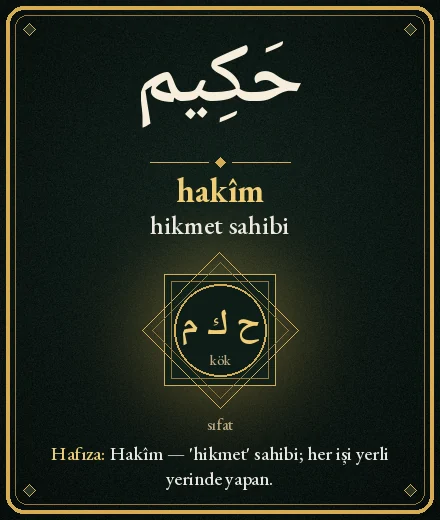 حَكِيم
hakîm
hikmet sahibi
ح ك م
kök
sıfat
Hafıza: Hakîm — 'hikmet' sahibi; her işi yerli
yerinde yapan.